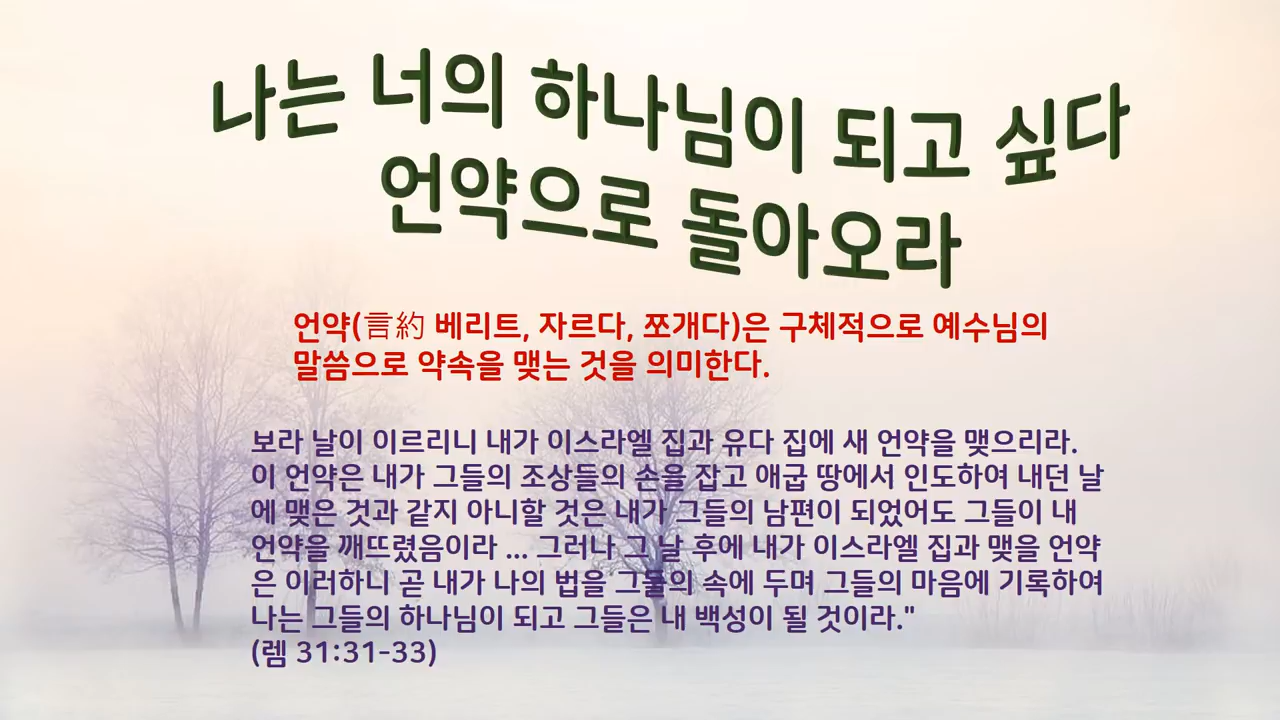 나는 너의 하나님이 되고 싶다
언약으로 돌아오라
언약(言約 베리트, 자르다, 쪼개다)은 구체적으로 예수님의
말씀으로 약속을 맺는 것을 의미한다.
보라 날이 이르리니 내가 이스라엘 집과 유다 집에 새 언약을 맺으리라.
이 언약은 내가 그들의 조상들의 손을 잡고 애굽 땅에서 인도하여 내던 날
에 맺은 것과 같지 아니할 것은 내가 그들의 남편이 되었어도 그들이 내
언약을 깨뜨렸음이라 ... 그러나 그 날 후에 내가 이스라엘 집과 맺을 언약
은 이러하니 곧 내가 나의 법을 그들의 속에 두며 그들의 마음에 기록하여
나는 그들의 하나님이 되고 그들은 내 백성이 될 것이라."
(렘 31:31-33)